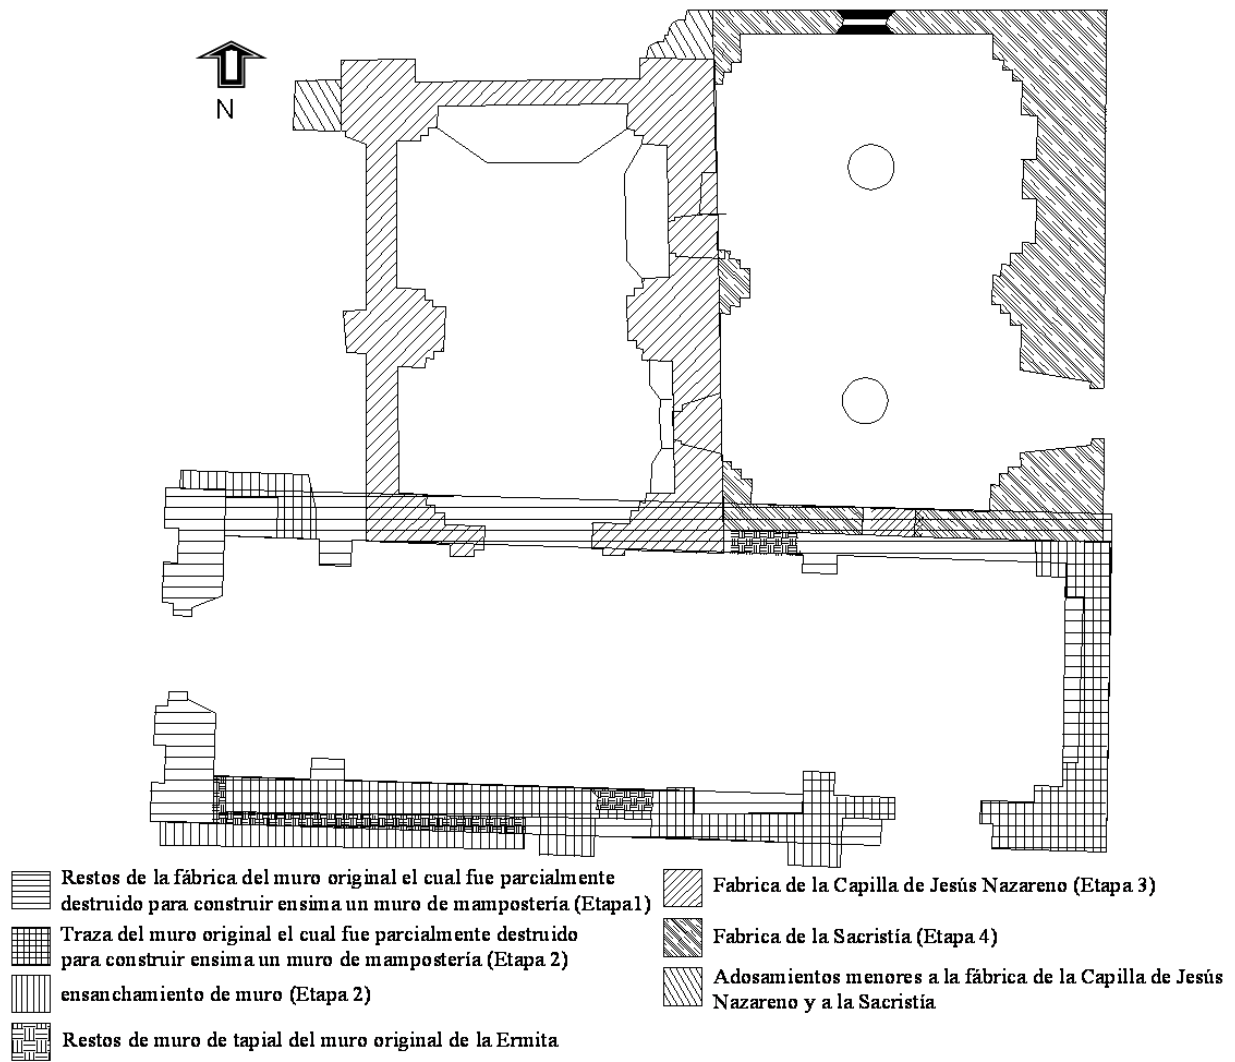 N
Restos de la fábrica del muro original el cual fue parcialmente
destruido para construir ensima un muro de mampostería (Etapa1)
Traza del muro original el cual fue parcialmente destruido
para construir ensima un muro de mampostería (Etapa 2)
ensanchamiento de muro (Etapa 2)
Restos de muro de tapial del muro original de la Ermita
Fabrica de la Capilla de Jesús Nazareno (Etapa 3)
Fabrica de la Sacristía (Etapa 4)
Adosamientos menores a la fábrica de la Capilla de Jesús
Nazareno y a la Sacristía